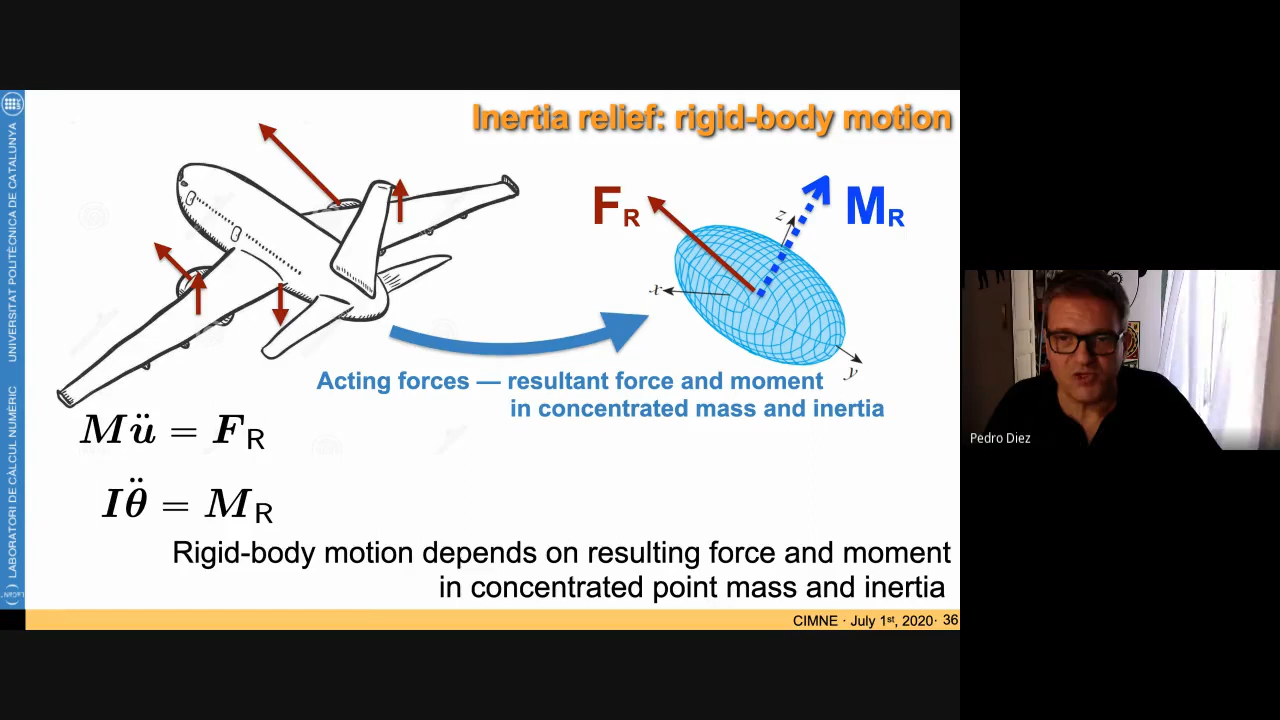 Inertia relief: rigid-body motion
UNIVERSITAT POLITÈCNICA DE CATALUNYA
LABORATORI DE CÀLCUL NUMÈRIC
F_R
M_R
z
x
y
Acting forces — resultant force and moment
in concentrated mass and inertia
Mü = F_R
Iθ̈ = M_R
Rigid-body motion depends on resulting force and moment
in concentrated point mass and inertia
CIMNE · July 1st, 2020· 36
Pedro Diez